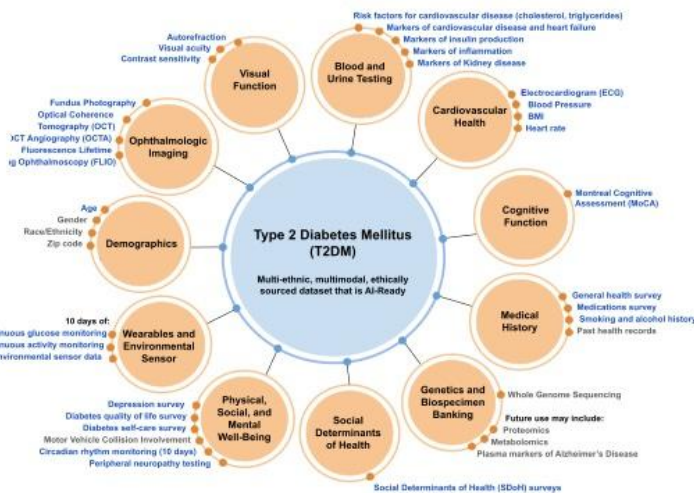 Risk factors for cardiovascular disease (cholesterol, triglycerides)
Markers of cardiovascular disease and heart failure
Markers of insulin production
Markers of inflammation
Markers of Kidney disease
Blood and
Urine Testing
Autorefraction
Visual acuity
Contrast sensitivity
Visual
Function
Electrocardiogram (ECG)
Blood Pressure
BMI
Heart rate
Cardiovascular
Health
Fundus Photography
Optical Coherence
Tomography (OCT)
Angiography (OCTA)
Fluorescence Lifetime
Ophthalmoscopy (FLIO)
Ophthalmologic
Imaging
Montreal Cognitive
Assessment (MoCA)
Cognitive
Function
Age
Gender
Race/Ethnicity
Zip code
Demographics
Type 2 Diabetes Mellitus
(T2DM)
Multi-ethnic, multimodal, ethically
sourced dataset that is AI-Ready
General health survey
Medications survey
Smoking and alcohol history
Past health records
Medical
History
10 days of:
glucose monitoring
activity monitoring
sensor data
Wearables and
Environmental
Sensor
Genetics and
Biospecimen
Banking
Whole Genome Sequencing
Future use may include:
Proteomics
Metabolomics
Plasma markers of Alzheimer's Disease
Depression survey
Diabetes quality of life survey
Diabetes self-care survey
Motor Vehicle Collision Involvement
Circadian rhythm monitoring (10 days)
Peripheral neuropathy testing
Physical,
Social, and
Mental
Well-Being
Social
Determinants
of Health
Social Determinants of Health (SDoH) surveys